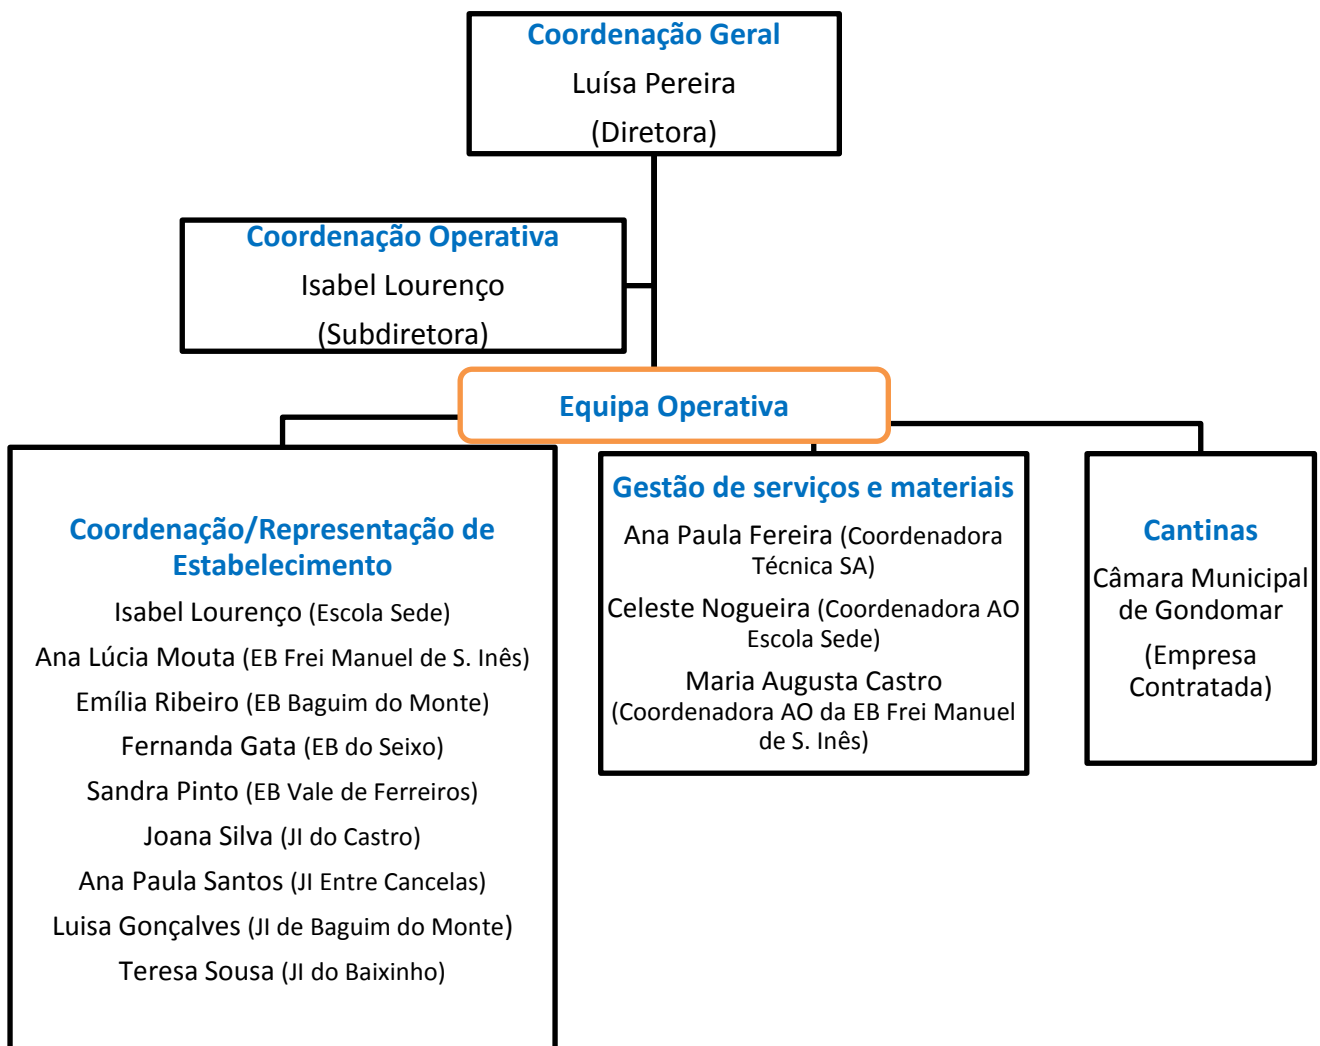 Coordenação Geral
Luísa Pereira
(Diretora)
Coordenação Operativa
Isabel Lourenço
(Subdiretora)
Equipa Operativa
Coordenação/Representação de
Estabelecimento
Isabel Lourenço (Escola Sede)
Ana Lúcia Mouta (EB Frei Manuel de S. Inês)
Emília Ribeiro (EB Baguim do Monte)
Fernanda Gata (EB do Seixo)
Sandra Pinto (EB Vale de Ferreiros)
Joana Silva (JI do Castro)
Ana Paula Santos (JI Entre Cancelas)
Luisa Gonçalves (JI de Baguim do Monte)
Teresa Sousa (JI do Baixinho)
Gestão de serviços e materiais
Ana Paula Fereira (Coordenadora
Técnica SA)
Celeste Nogueira (Coordenadora AO
Escola Sede)
Maria Augusta Castro
(Coordenadora AO da EB Frei Manuel
de S. Inês)
Cantinas
Câmara Municipal
de Gondomar
(Empresa
Contratada)